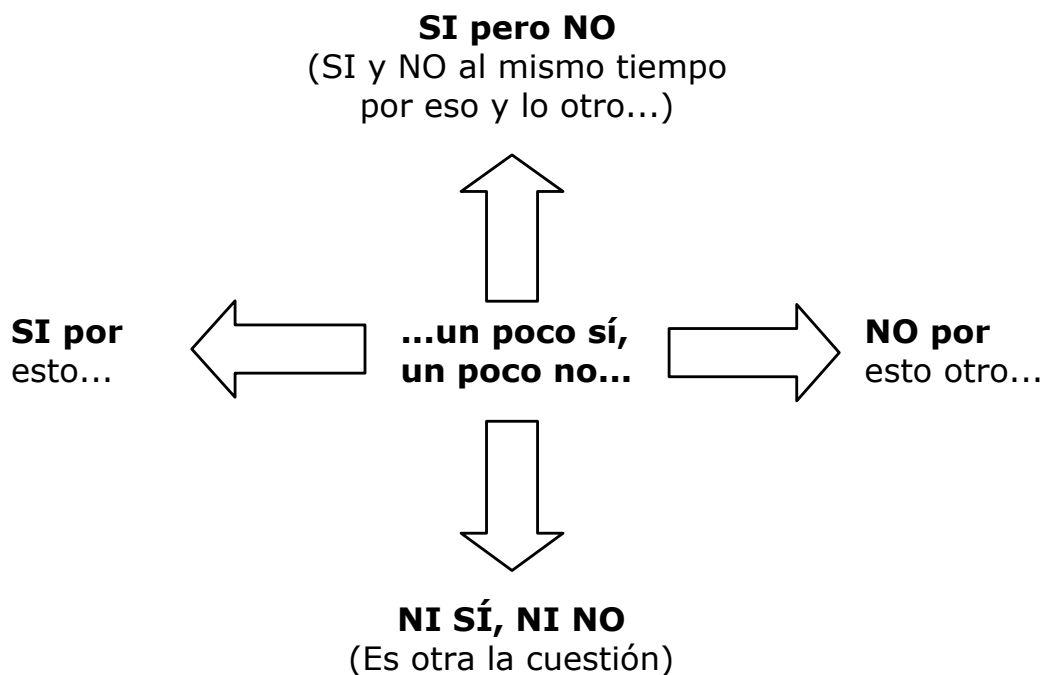 SI pero NO
(SI y NO al mismo tiempo
por eso y lo otro...)
SI por
esto...
...un poco sí,
un poco no...
NO por
esto otro...
NI SÍ, NI NO
(Es otra la cuestión)